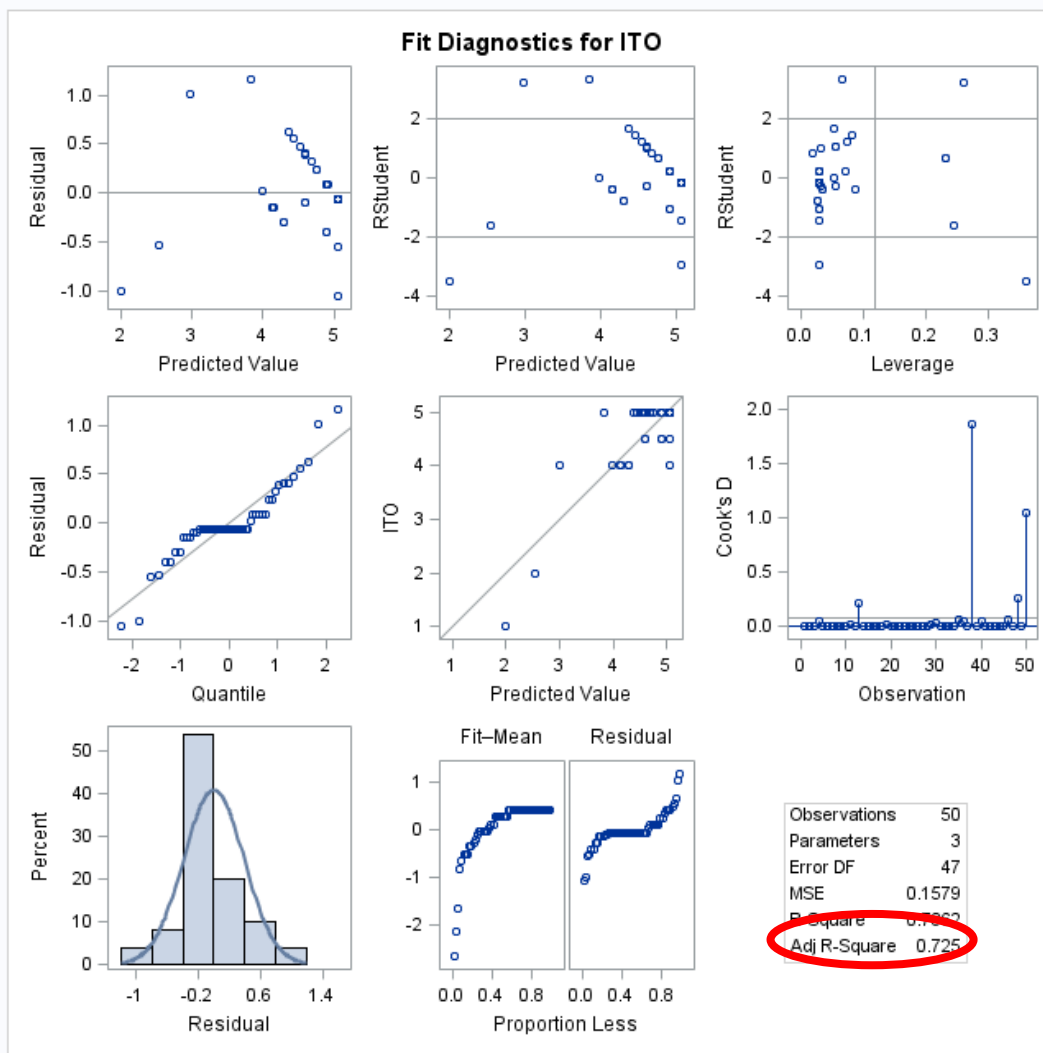 Fit Diagnostics for ITO
Residual
1.0
0.5
0.0
-0.5
-1.0
2 3 4 5
Predicted Value
RStudent
2
0
-2
-4
2 3 4 5
Predicted Value
RStudent
2
0
-2
-4
0.0 0.1 0.2 0.3
Leverage
Residual
1.0
0.5
0.0
-0.5
-1.0
-2 -1 0 1 2
Quantile
ITO
5
4
3
2
1
1 2 3 4 5
Predicted Value
Cook's D
2.0
1.5
1.0
0.5
0.0
0 10 20 30 40 50
Observation
Percent
50
40
30
20
10
0
-1 -0.2 0.6 1.4
Residual
Fit–Mean Residual
1
0
-1
-2
0.0 0.4 0.8 0.0 0.4 0.8
Proportion Less
Observations 50
Parameters 3
Error DF 47
MSE 0.1579
R-Square
Adj R-Square 0.725